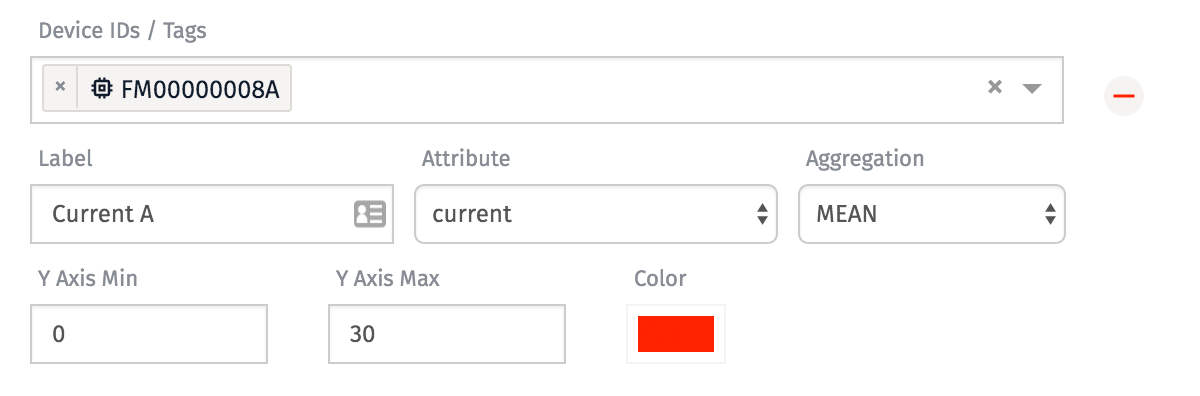 Device IDs / Tags
× FM00000008A ×
Label Attribute Aggregation
Current A current MEAN
Y Axis Min Y Axis Max Color
0 30